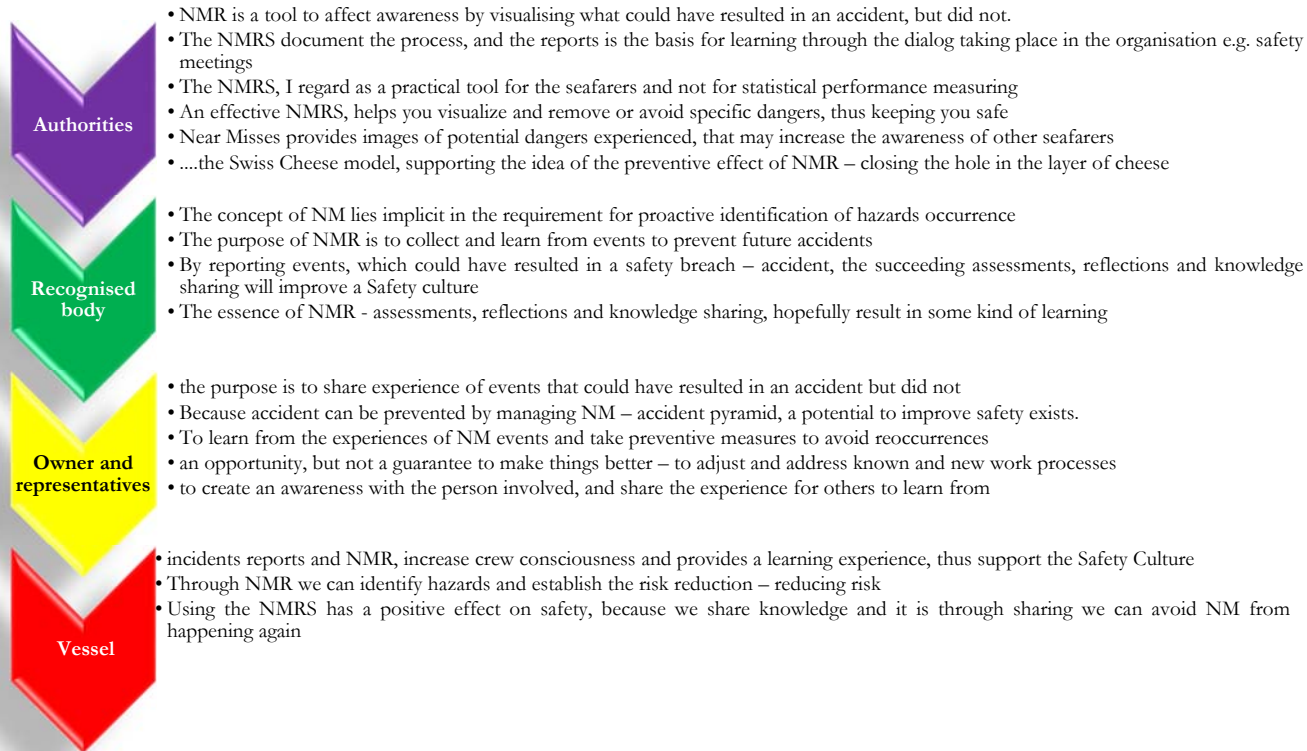 Authorities
• NMR is a tool to affect awareness by visualising what could have resulted in an accident, but did not.
• The NMRS document the process, and the reports is the basis for learning through the dialog taking place in the organisation e.g. safety
meetings
• The NMRS, I regard as a practical tool for the seafarers and not for statistical performance measuring
• An effective NMRS, helps you visualize and remove or avoid specific dangers, thus keeping you safe
• Near Misses provides images of potential dangers experienced, that may increase the awareness of other seafarers
• ....the Swiss Cheese model, supporting the idea of the preventive effect of NMR – closing the hole in the layer of cheese
Recognised
body
• The concept of NM lies implicit in the requirement for proactive identification of hazards occurrence
• The purpose of NMR is to collect and learn from events to prevent future accidents
• By reporting events, which could have resulted in a safety breach – accident, the succeeding assessments, reflections and knowledge
sharing will improve a Safety culture
• The essence of NMR - assessments, reflections and knowledge sharing, hopefully result in some kind of learning
Owner and
representatives
• the purpose is to share experience of events that could have resulted in an accident but did not
• Because accident can be prevented by managing NM – accident pyramid, a potential to improve safety exists.
• To learn from the experiences of NM events and take preventive measures to avoid reoccurrences
• an opportunity, but not a guarantee to make things better – to adjust and address known and new work processes
• to create an awareness with the person involved, and share the experience for others to learn from
Vessel
• incidents reports and NMR, increase crew consciousness and provides a learning experience, thus support the Safety Culture
• Through NMR we can identify hazards and establish the risk reduction – reducing risk
• Using the NMRS has a positive effect on safety, because we share knowledge and it is through sharing we can avoid NM from
happening again